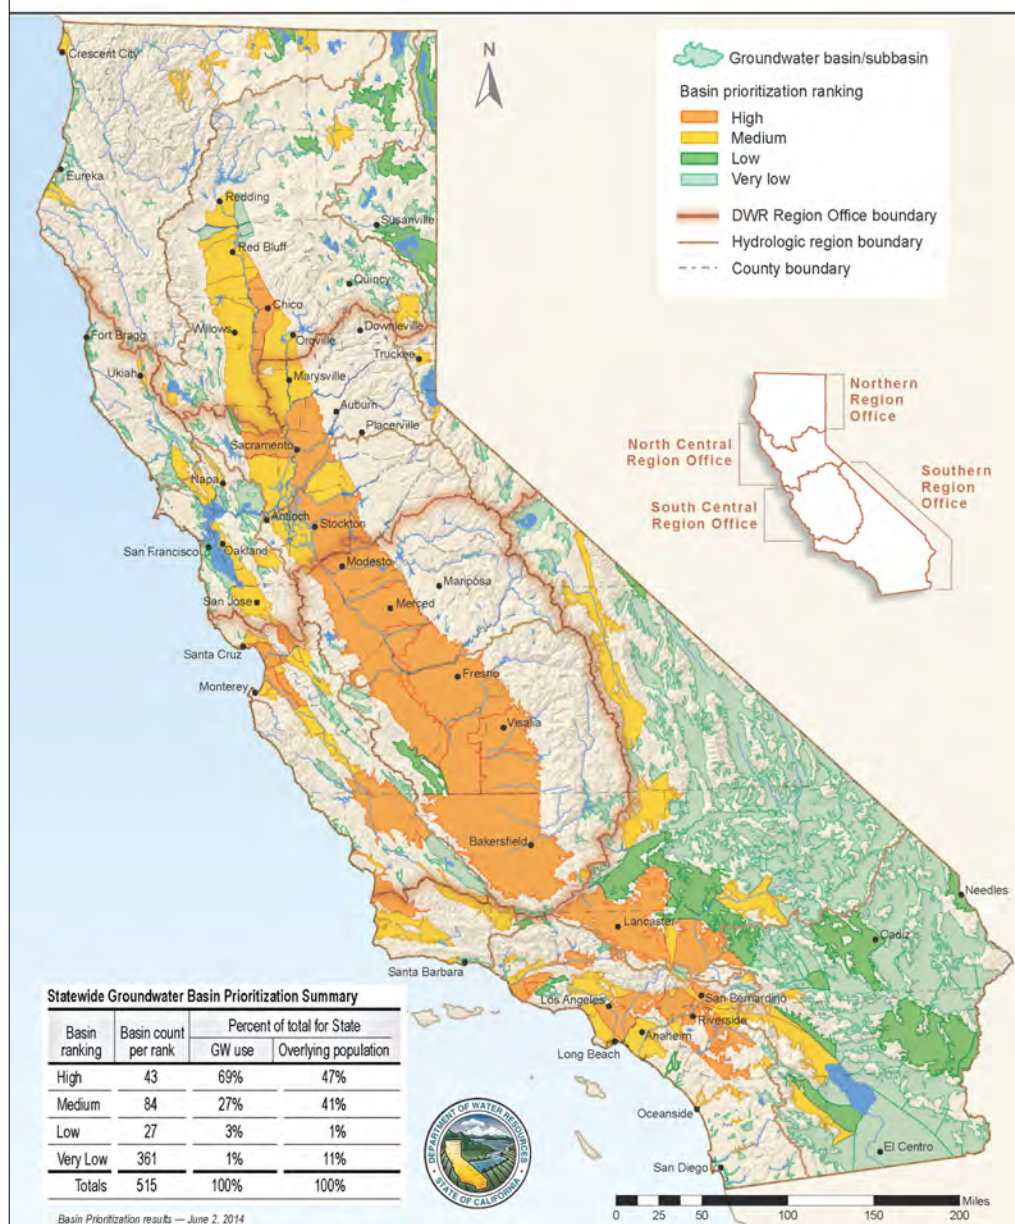 N
Groundwater basin/subbasin
Basin prioritization ranking
High
Medium
Low
Very low
DWR Region Office boundary
Hydrologic region boundary
County boundary
Northern
Region
Office
North Central
Region Office
Southern
Region
Office
South Central
Region Office
Crescent City
Eureka
Redding
Susanville
Red Bluff
Quincy
Chico
Fort Bragg
Willows
Oroville
Downieville
Truckee
Ukiah
Marysville
Auburn
Placerville
Sacramento
Napa
Antioch
Stockton
San Francisco
Oakland
Modesto
Mariposa
San Jose
Merced
Santa Cruz
Fresno
Monterey
Visalia
Bakersfield
Needles
Lancaster
Cadiz
Santa Barbara
Los Angeles
San Bernardino
Riverside
Anaheim
Long Beach
Oceanside
El Centro
San Diego
Statewide Groundwater Basin Prioritization Summary
Basin ranking Basin count per rank Percent of total for State
GW use Overlying population
High 43 69% 47%
Medium 84 27% 41%
Low 27 3% 1%
Very Low 361 1% 11%
Totals 515 100% 100%
Basin Prioritization results — June 2, 2014
DEPARTMENT OF WATER RESOURCES
STATE OF CALIFORNIA
Miles
0 25 50 100 150 200